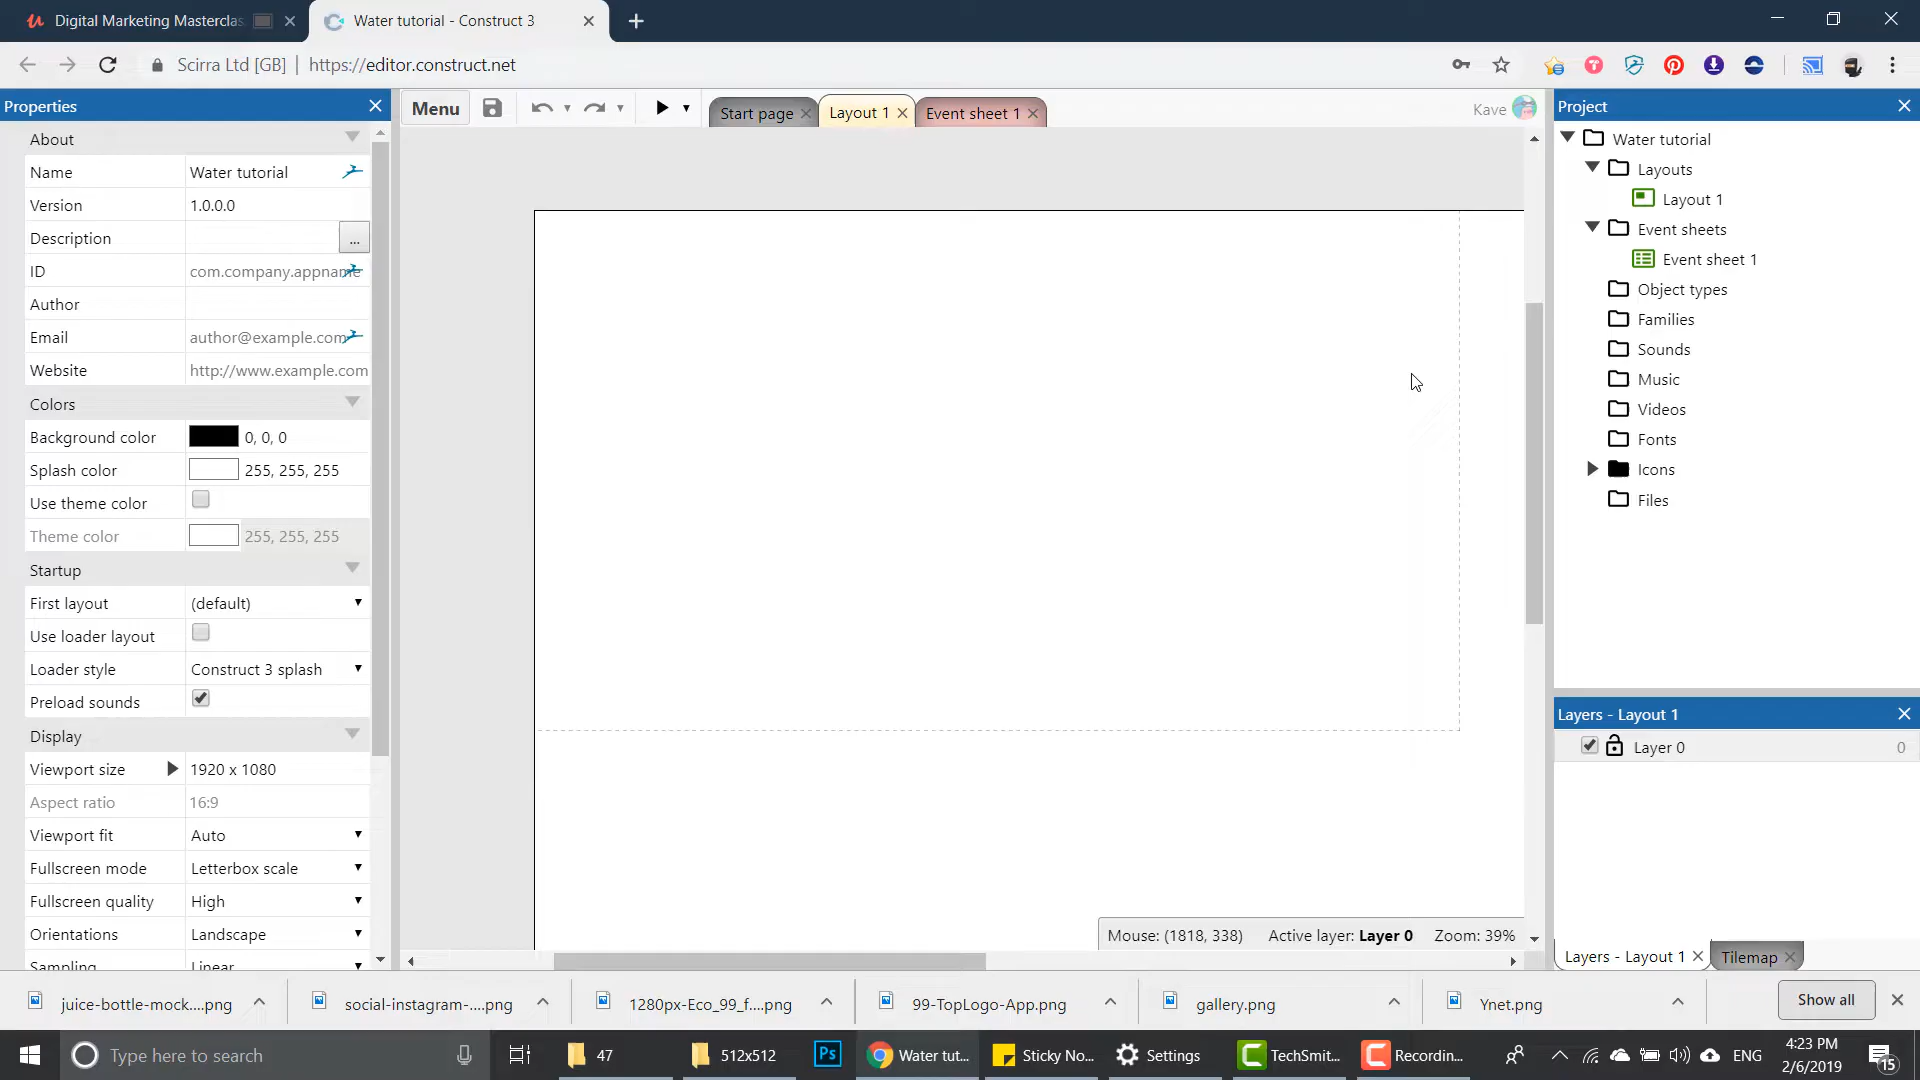 Digital Marketing Masterclas
Water tutorial - Construct 3
Scirra Ltd [GB] | https://editor.construct.net
Properties
About
Name Water tutorial
Version 1.0.0.0
Description ...
ID com.company.appname
Author
Email author@example.com
Website http://www.example.com
Colors
Background color 0, 0, 0
Splash color 255, 255, 255
Use theme color
Theme color 255, 255, 255
Startup
First layout (default)
Use loader layout
Loader style Construct 3 splash
Preload sounds
Display
Viewport size 1920 x 1080
Aspect ratio 16:9
Viewport fit Auto
Fullscreen mode Letterbox scale
Fullscreen quality High
Orientations Landscape
Sampling Linear
Menu
Start page
Layout 1
Event sheet 1
Kave
Mouse: (1818, 338) Active layer: Layer 0 Zoom: 39%
Project
Water tutorial
Layouts
Layout 1
Event sheets
Event sheet 1
Object types
Families
Sounds
Music
Videos
Fonts
Icons
Files
Layers - Layout 1
Layer 0 0
Layers - Layout 1
Tilemap
juice-bottle-mock....png
social-instagram-....png
1280px-Eco_99_f....png
99-TopLogo-App.png
gallery.png
Ynet.png
Show all
Type here to search
47
512x512
Ps
Water tut...
Sticky No...
Settings
TechSmit...
Recordin...
ENG
4:23 PM
2/6/2019
15